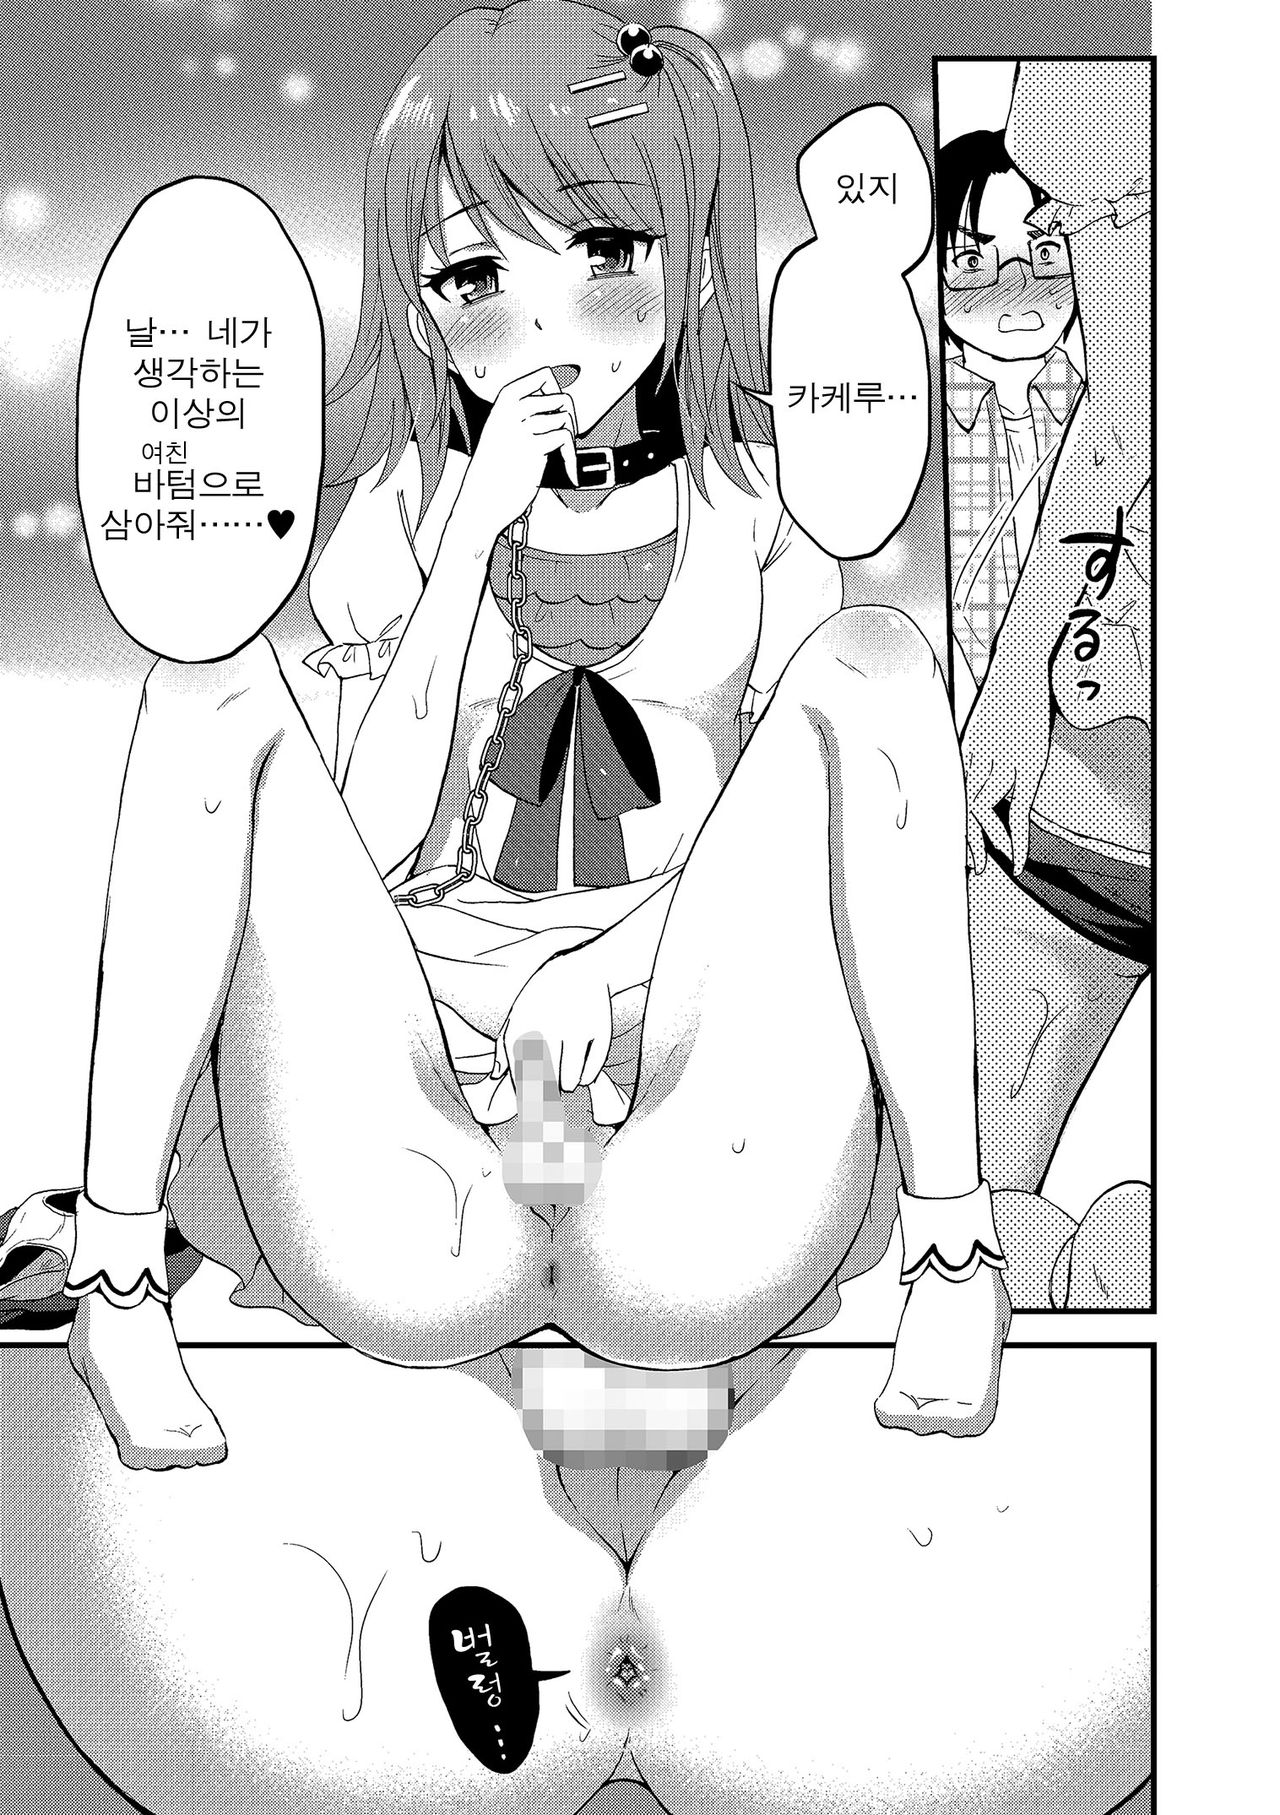 する
っ
있지
카케루…
날… 네가
생각하는
이상의
여친
바텀으로
삼아줘……♥
벌
렁
…